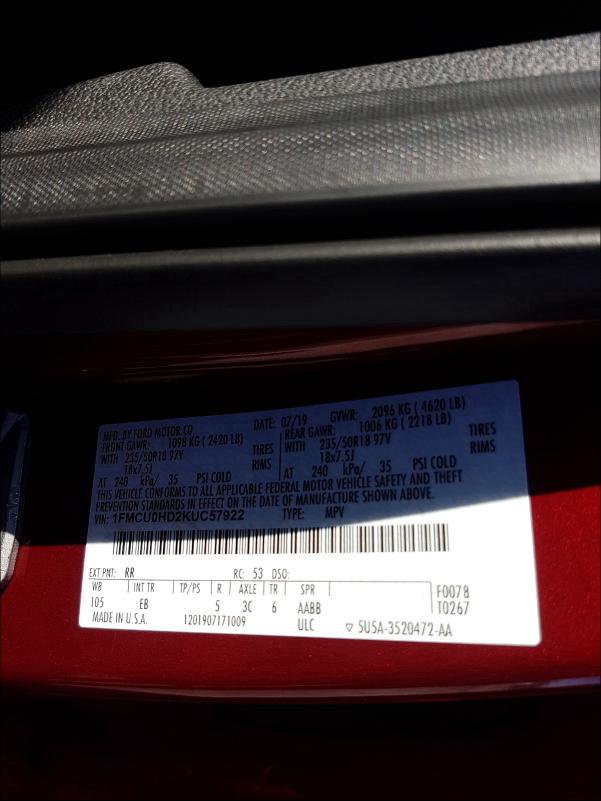 MFD. BY FORD MOTOR CO. DATE: 07/19 GVWR: 2096 KG ( 4620 LB)
FRONT GAWR: 1098 KG ( 2420 LB) REAR GAWR: 1006 KG ( 2218 LB)
WITH 235/50R18 97V TIRES WITH 235/50R18 97V TIRES
18x7.5J RIMS 18x7.5J RIMS
AT 240 kPa/ 35 PSI COLD AT 240 kPa/ 35 PSI COLD
THIS VEHICLE CONFORMS TO ALL APPLICABLE FEDERAL MOTOR VEHICLE SAFETY AND THEFT
PREVENTION STANDARDS IN EFFECT ON THE DATE OF MANUFACTURE SHOWN ABOVE.
VIN: 1FMCU0HD2KUC57922 TYPE: MPV
EXT PNT: RR RC: 53 DSO:
WB INT TR TP/PS R AXLE TR SPR F0078
105 EB 5 3C 6 AABB T0267
MADE IN U.S.A. 1201907171009 ULC ▽ 5U5A-3520472-AA